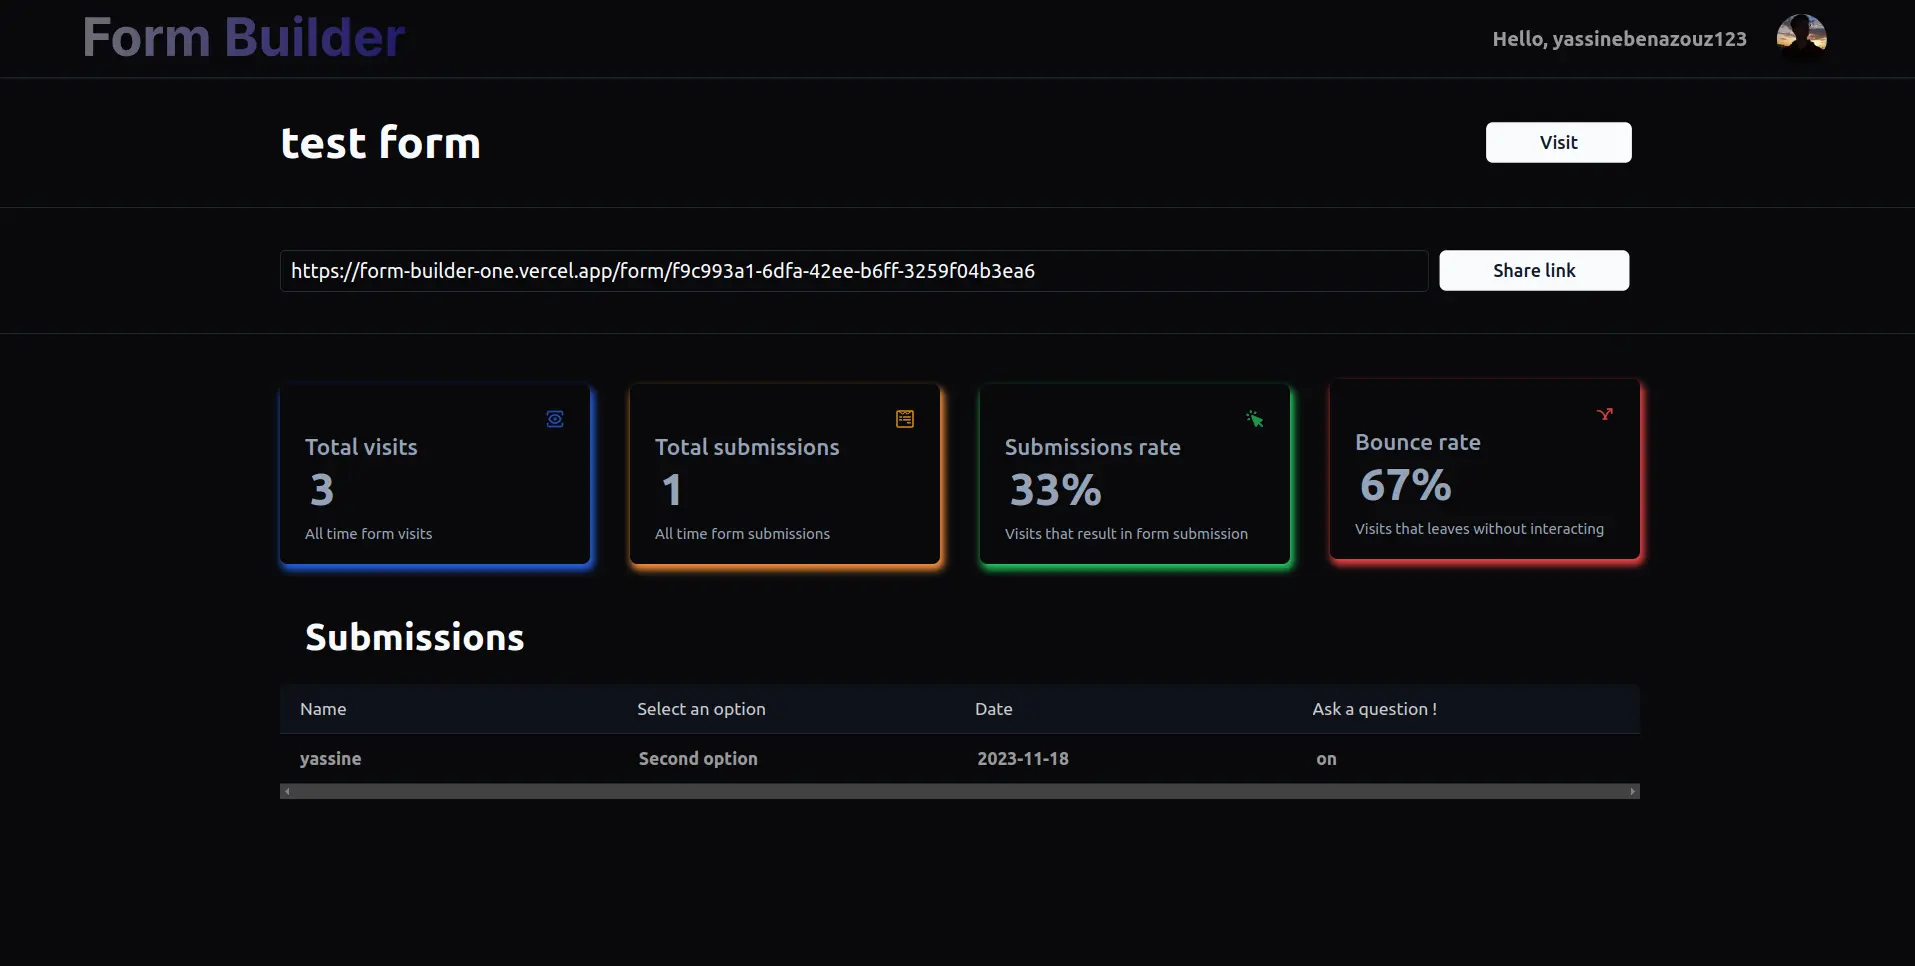 Form Builder
Hello, yassinebenazouz123
test form
Visit
https://form-builder-one.vercel.app/form/f9c993a1-6dfa-42ee-b6ff-3259f04b3ea6
Share link
Total visits
3
All time form visits
Total submissions
1
All time form submissions
Submissions rate
33%
Visits that result in form submission
Bounce rate
67%
Visits that leaves without interacting
Submissions
Name Select an option Date Ask a question !
yassine Second option 2023-11-18 on